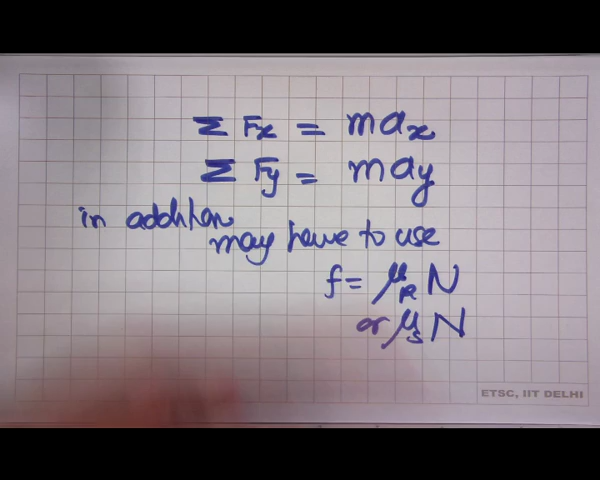 Σ Fx = max
Σ Fy = may
in addition
may have to use
f = μk N
or μs N
ETSC, IIT DELHI